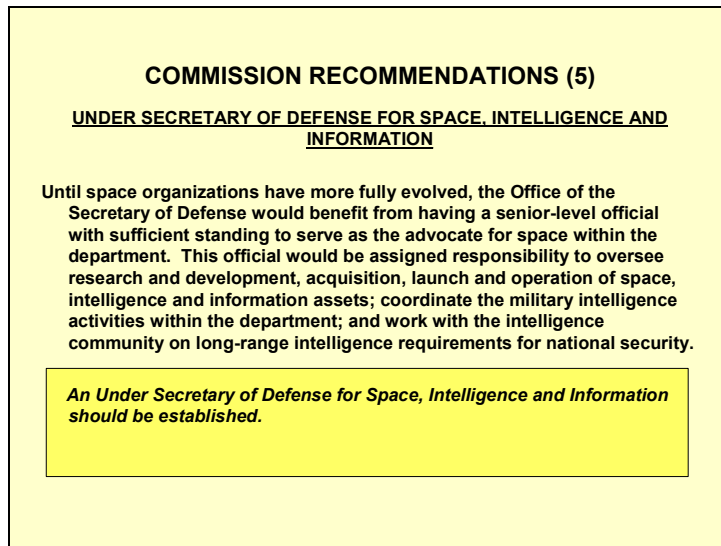 COMMISSION RECOMMENDATIONS (5)
UNDER SECRETARY OF DEFENSE FOR SPACE, INTELLIGENCE AND
INFORMATION
Until space organizations have more fully evolved, the Office of the
Secretary of Defense would benefit from having a senior-level official
with sufficient standing to serve as the advocate for space within the
department. This official would be assigned responsibility to oversee
research and development, acquisition, launch and operation of space,
intelligence and information assets; coordinate the military intelligence
activities within the department; and work with the intelligence
community on long-range intelligence requirements for national security.
An Under Secretary of Defense for Space, Intelligence and Information
should be established.